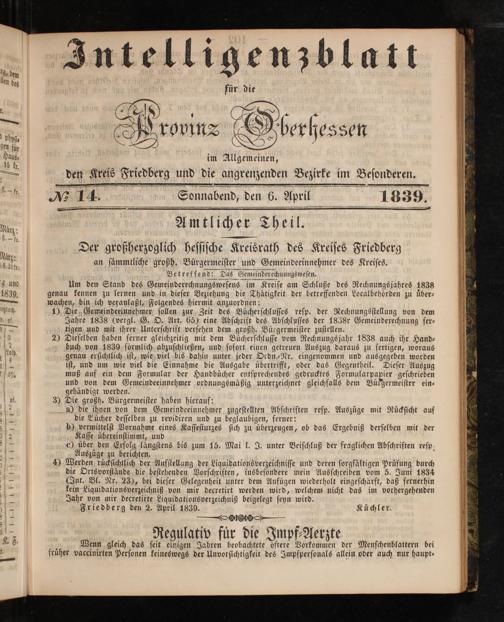 Intelligenzblatt
für die
Provinz Oberhessen
im Allgemeinen,
den Kreis Friedberg und die angrenzenden Bezirke im Besonderen.
№ 14. Sonnabend, den 6. April 1839.
Amtlicher Theil.
Der großherzoglich hessische Kreisrath des Kreises Friedberg
an sämmtliche großh. Bürgermeister und Gemeindeeinnehmer des Kreises.
Betreffend: Das Gemeinderechnungswesen.
Um den Stand des Gemeinderechnungswesens im Kreise am Schluße des Rechnungsjahres 1838
genau kennen zu lernen und in dieser Beziehung die Thätigkeit der betreffenden Localbehörden zu über-
wachen, bin ich veranlaßt, Folgendes hiermit anzuordnen:
1) Die Gemeindeeinnehmer sollen zur Zeit des Bücherschlusses resp. der Rechnungsstellung von dem
Jahre 1838 (vergl. G. O. Art. 65) eine Abschrift des Abschlusses der 1838r Gemeinderechnung fer-
tigen und mit ihrer Unterschrift versehen dem großh. Bürgermeister zustellen.
2) Dieselben haben ferner gleichzeitig mit dem Bücherschlusse vom Rechnungsjahr 1838 auch ihr Hand-
buch von 1839 förmlich abzuschließen, und sofort einen getreuen Auszug daraus zu fertigen, woraus
genau ersichtlich ist, wie viel bis dahin unter jeder Ordn.-Nr. eingenommen und ausgegeben worden
ist, und um wie viel die Einnahme die Ausgabe übertrifft, oder das Gegentheil. Dieser Auszug
muß auf ein dem Formular der Handbücher entsprechendes gedrucktes Formularpapier geschrieben
und von dem Gemeindeeinnehmer ordnungsmäßig unterzeichnet gleichfalls dem Bürgermeister ein-
gehändigt werden.
3) Die großh. Bürgermeister haben hierauf:
a) die ihnen von dem Gemeindeeinnehmer zugestellten Abschriften resp. Auszüge mit Rücksicht auf
die Bücher desselben zu revidiren und zu beglaubigen, ferner:
b) vermittelst Vornahme eines Kassesturzes sich zu überzeugen, ob das Ergebniß derselben mit der
Kasse übereinstimmt, und
c) über den Erfolg längstens bis zum 15. Mai l. J. unter Beischluß der fraglichen Abschriften resp.
Auszüge zu berichten.
4) Werden rücksichtlich der Aufstellung der Liquidationsverzeichnisse und deren sorgfältigen Prüfung durch
die Ortsvorstände die bestehenden Vorschriften, insbesondere mein Ausschreiben vom 5. Juni 1834
(Int. Bl. Nr. 23), bei dieser Gelegenheit unter dem Anfügen wiederholt eingeschärft, daß fernerhin
kein Liquidationsverzeichniß von mir decretirt werden wird, welchem nicht das im vorhergehenden
Jahr von mir decretirte Liquidationsverzeichniß beigelegt seyn wird.
Friedberg den 2. April 1839. Küchler.
Regulativ für die Impf-Aerzte
Wenn gleich das seit einigen Jahren beobachtete öftere Vorkommen der Menschenblattern bei
früher vaccinirten Personen keineswegs der Unvorsichtigkeit des Impfpersonals allein oder auch nur haupt-